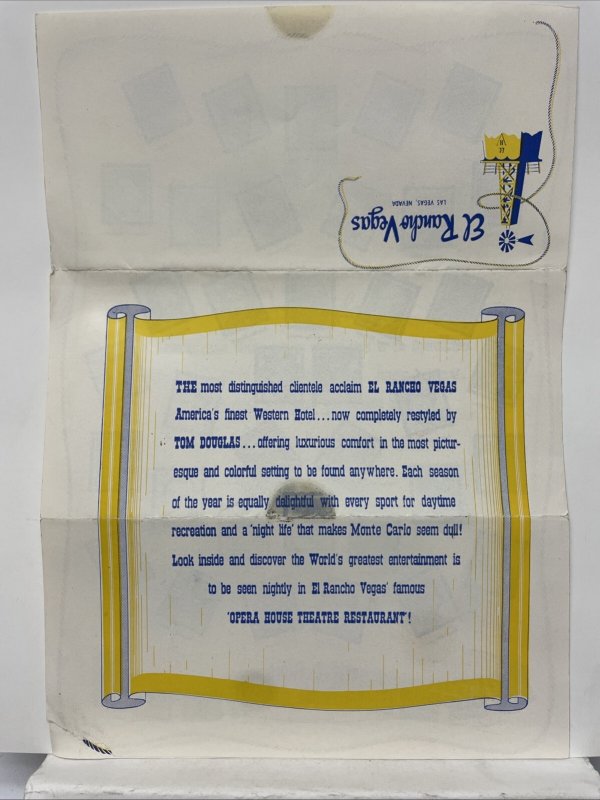 El Rancho Vegas
LAS VEGAS, NEVADA
THE most distinguished clientele acclaim EL RANCHO VEGAS
America's finest Western Hotel...now completely restyled by
TOM DOUGLAS...offering luxurious comfort in the most pictur-
esque and colorful setting to be found anywhere. Each season
of the year is equally delightful with every sport for daytime
recreation and a 'night life' that makes Monte Carlo seem dull!
Look inside and discover the World's greatest entertainment is
to be seen nightly in El Rancho Vegas' famous
'OPERA HOUSE THEATRE RESTAURANT'!